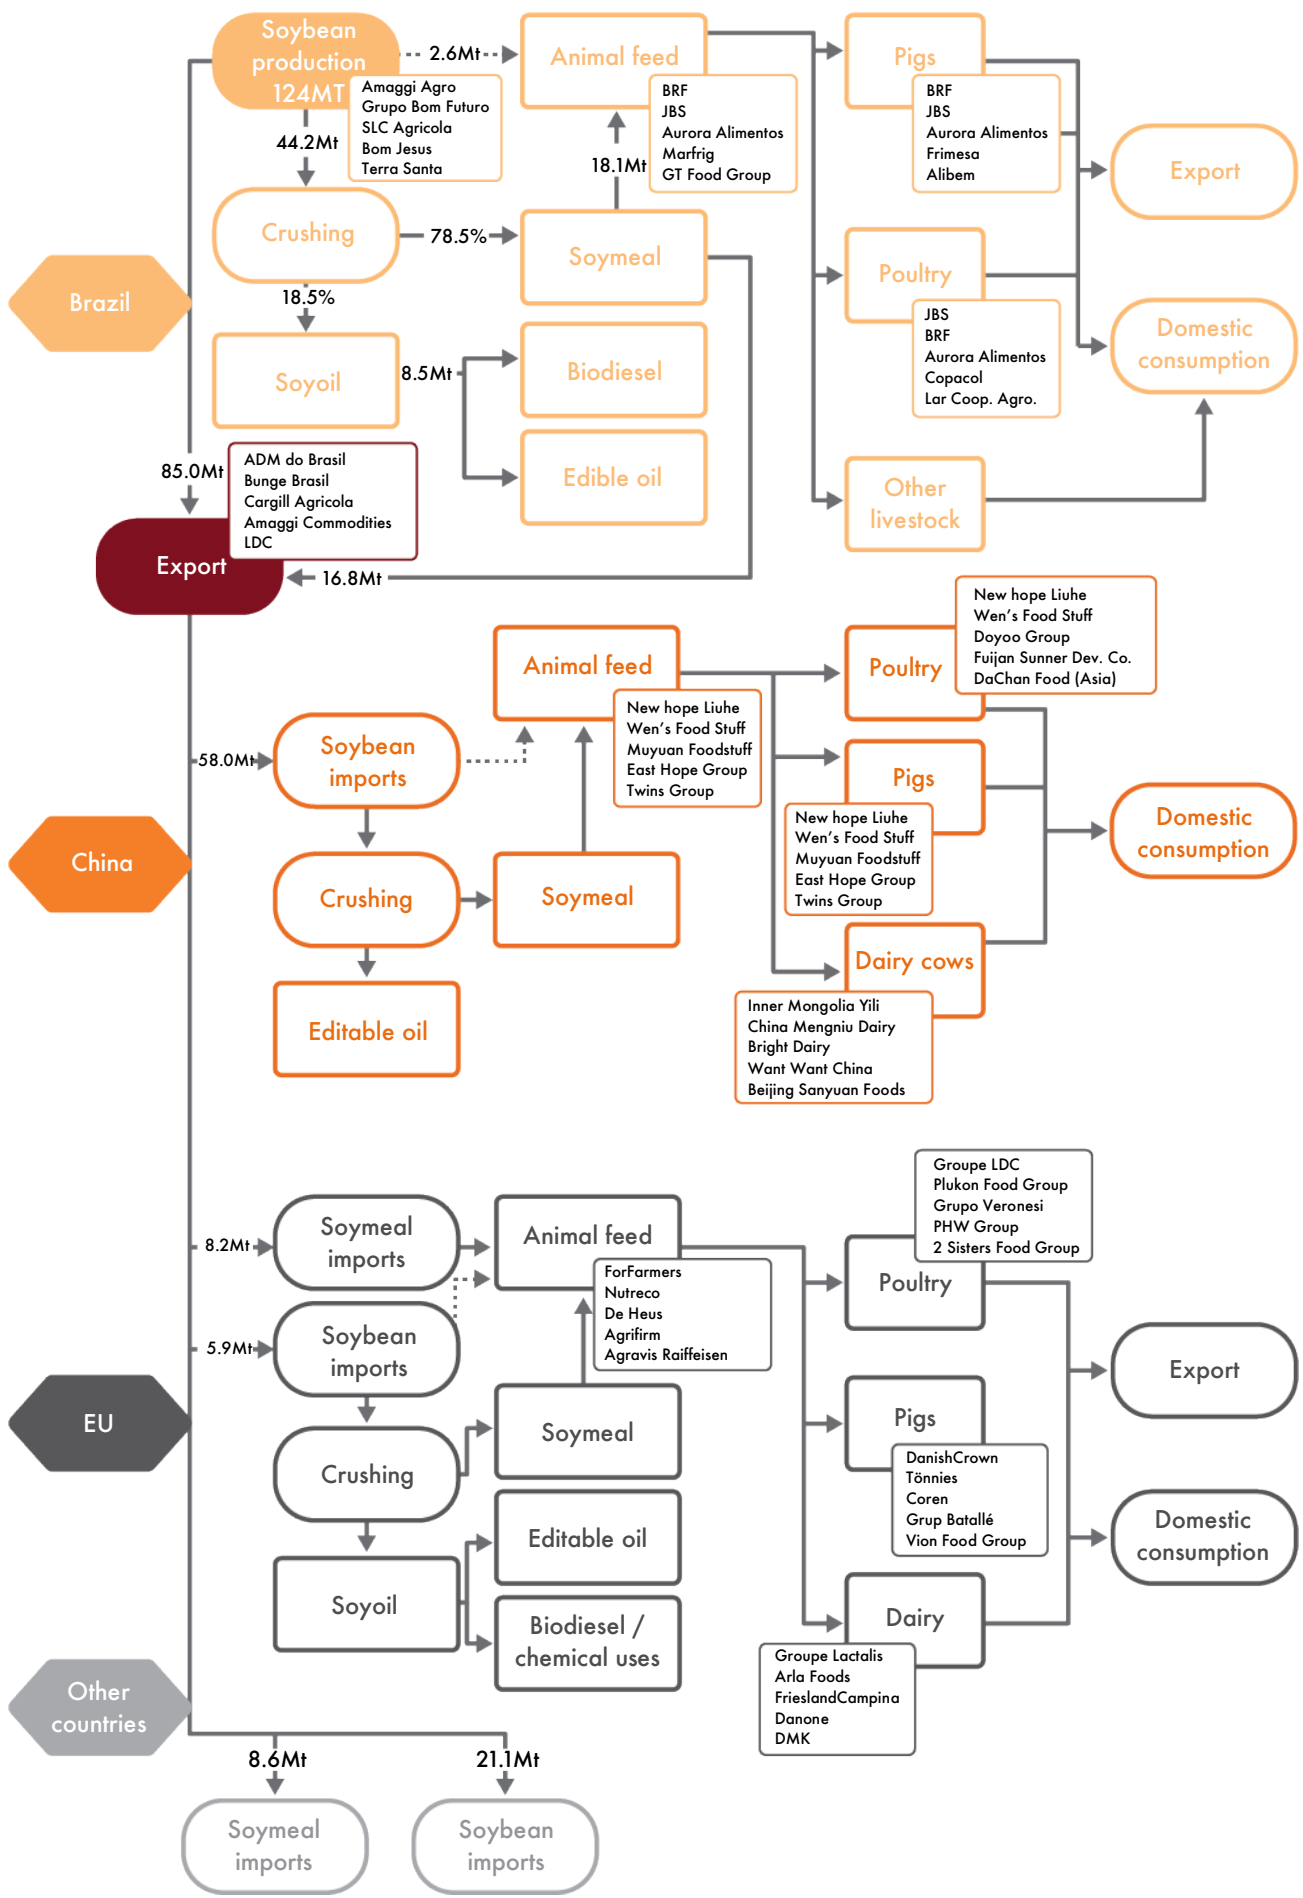 Soybean
production
124MT
2.6Mt
Animal feed
Pigs
Amaggi Agro
Grupo Bom Futuro
SLC Agricola
Bom Jesus
Terra Santa
BRF
JBS
Aurora Alimentos
Marfrig
GT Food Group
BRF
JBS
Aurora Alimentos
Frimesa
Alibem
44.2Mt
18.1Mt
Export
Crushing
78.5%
Soymeal
Poultry
Brazil
18.5%
JBS
BRF
Aurora Alimentos
Copacol
Lar Coop. Agro.
Domestic
consumption
Soyoil
8.5Mt
Biodiesel
Edible oil
Other
livestock
85.0Mt
ADM do Brasil
Bunge Brasil
Cargill Agricola
Amaggi Commodities
LDC
Export
16.8Mt
New hope Liuhe
Wen's Food Stuff
Doyoo Group
Fuijan Sunner Dev. Co.
DaChan Food (Asia)
Animal feed
Poultry
New hope Liuhe
Wen's Food Stuff
Muyuan Foodstuff
East Hope Group
Twins Group
58.0Mt
Soybean
imports
Pigs
New hope Liuhe
Wen's Food Stuff
Muyuan Foodstuff
East Hope Group
Twins Group
Domestic
consumption
China
Crushing
Soymeal
Dairy cows
Editable oil
Inner Mongolia Yili
China Mengniu Dairy
Bright Dairy
Want Want China
Beijing Sanyuan Foods
Groupe LDC
Plukon Food Group
Grupo Veronesi
PHW Group
2 Sisters Food Group
8.2Mt
Soymeal
imports
Animal feed
ForFarmers
Nutreco
De Heus
Agrifirm
Agravis Raiffeisen
Poultry
5.9Mt
Soybean
imports
Export
EU
Crushing
Soymeal
Pigs
DanishCrown
Tönnies
Coren
Grup Batallé
Vion Food Group
Editable oil
Domestic
consumption
Soyoil
Biodiesel /
chemical uses
Dairy
Groupe Lactalis
Arla Foods
FrieslandCampina
Danone
DMK
Other
countries
8.6Mt
21.1Mt
Soymeal
imports
Soybean
imports